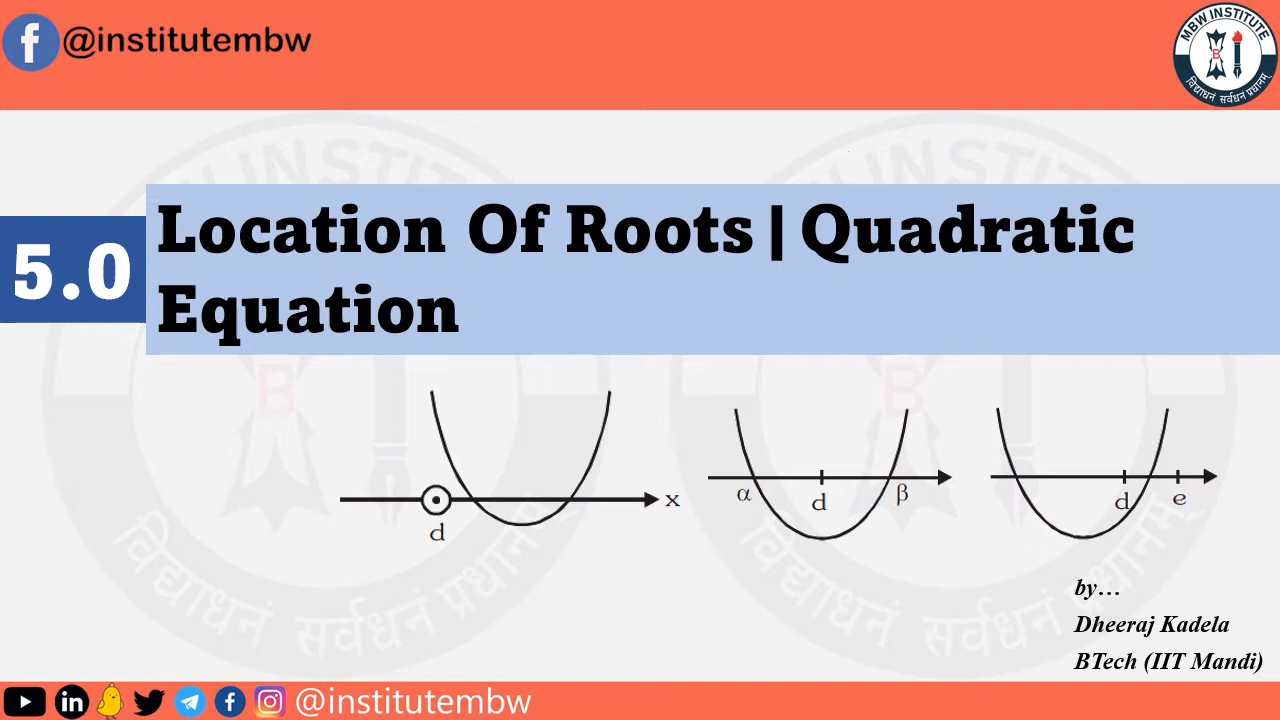 @institutembw
MBW INSTITUTE
B
विद्याधनं सर्वधनं प्रधानम्
5.0
Location Of Roots | Quadratic
Equation
d
x
α
d
β
d
e
by...
Dheeraj Kadela
BTech (IIT Mandi)
@institutembw